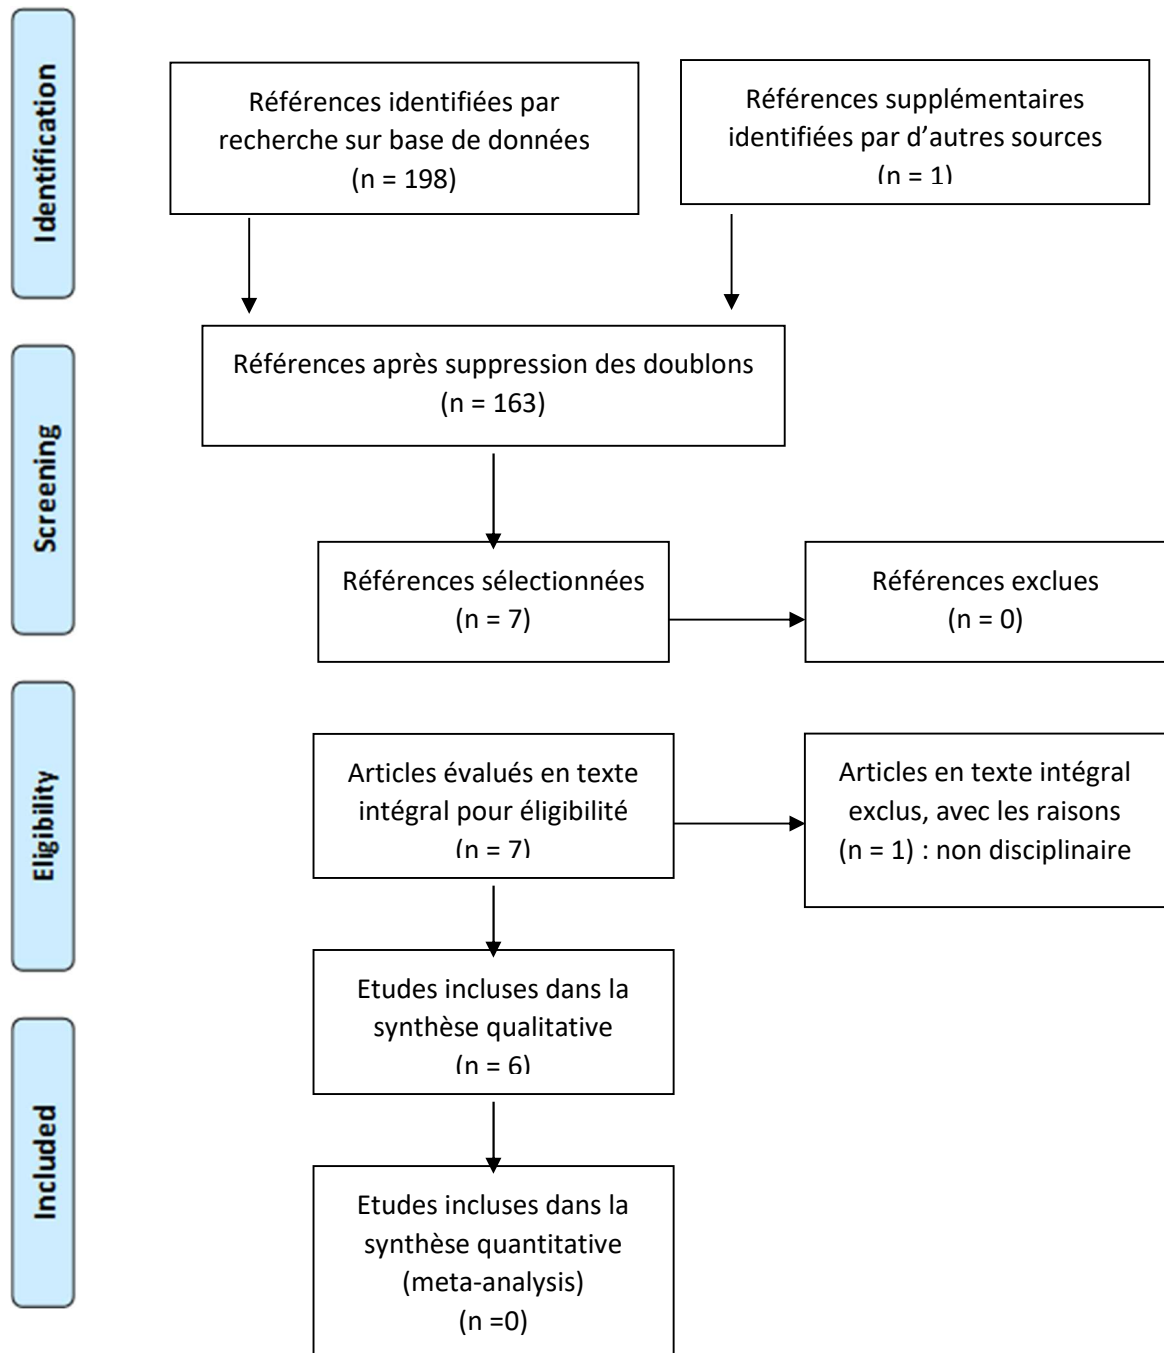 Identification
Références identifiées par
recherche sur base de données
(n = 198)
Références supplémentaires
identifiées par d’autres sources
(n = 1)
Screening
Références après suppression des doublons
(n = 163)
Références sélectionnées
(n = 7)
Références exclues
(n = 0)
Eligibility
Articles évalués en texte
intégral pour éligibilité
(n = 7)
Articles en texte intégral
exclus, avec les raisons
(n = 1) : non disciplinaire
Etudes incluses dans la
synthèse qualitative
(n = 6)
Included
Etudes incluses dans la
synthèse quantitative
(meta-analysis)
(n =0)